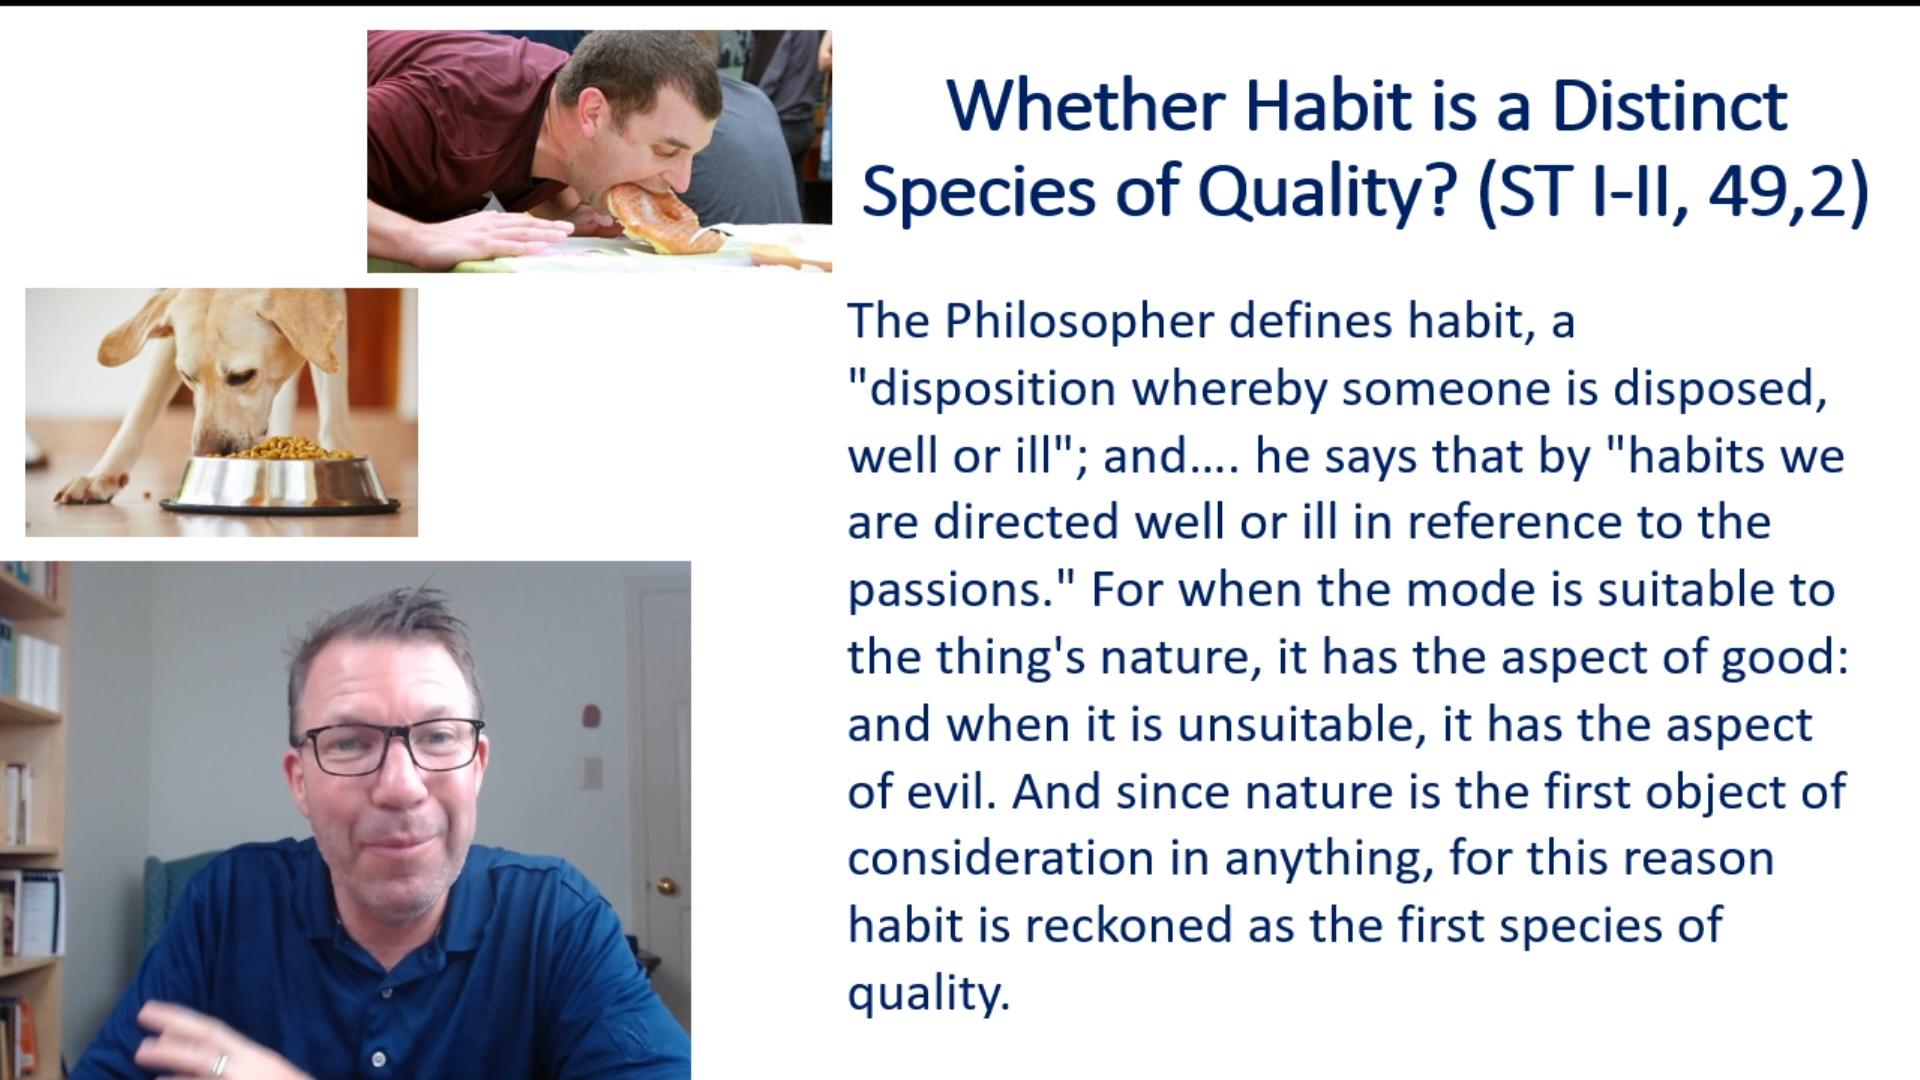 Whether Habit is a Distinct
Species of Quality? (ST I-II, 49,2)
The Philosopher defines habit, a
"disposition whereby someone is disposed,
well or ill"; and.... he says that by "habits we
are directed well or ill in reference to the
passions." For when the mode is suitable to
the thing's nature, it has the aspect of good:
and when it is unsuitable, it has the aspect
of evil. And since nature is the first object of
consideration in anything, for this reason
habit is reckoned as the first species of
quality.